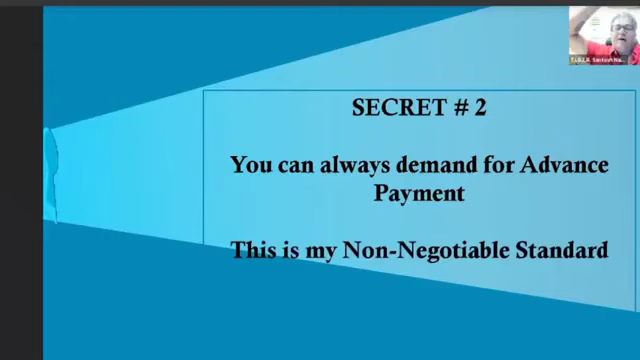 SECRET # 2
You can always demand for Advance
Payment
This is my Non-Negotiable Standard